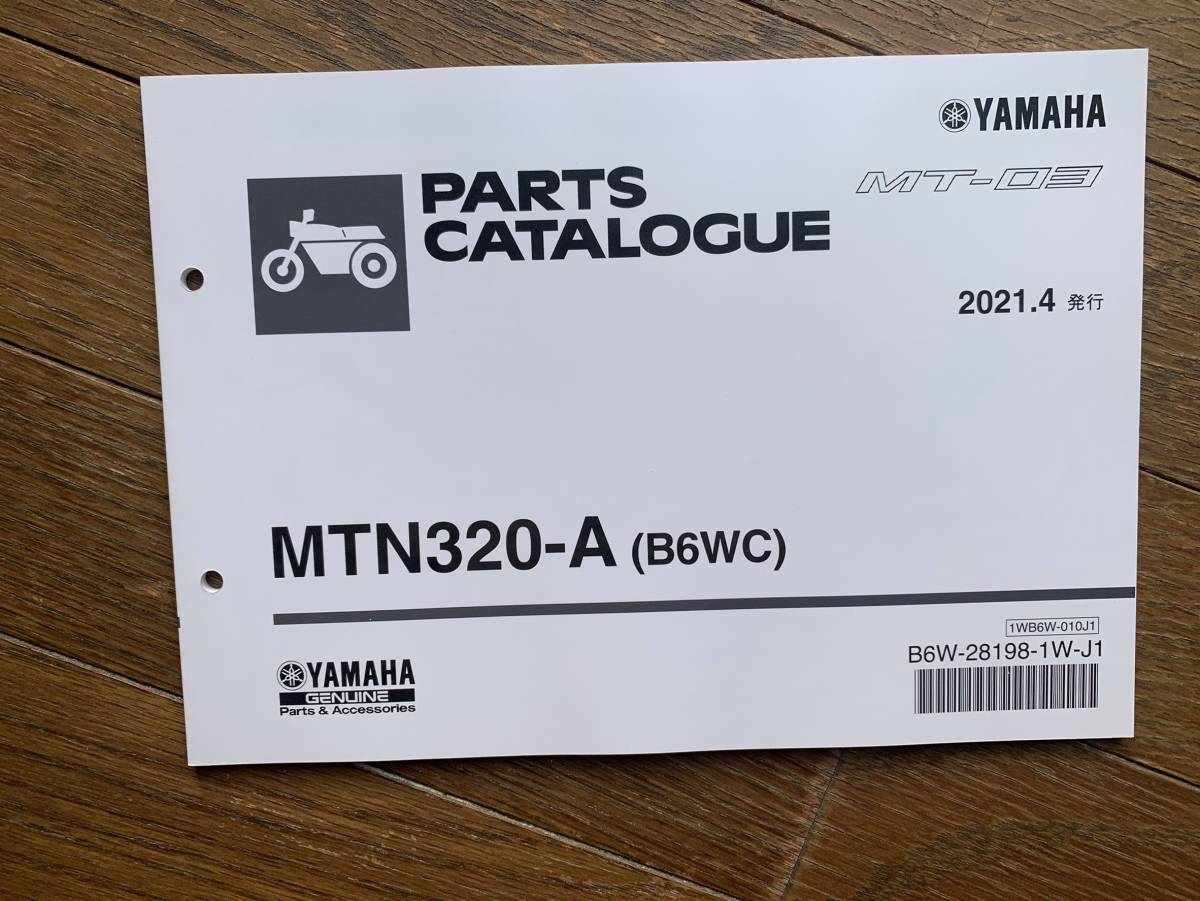 YAMAHA
MT-03
PARTS
CATALOGUE
2021.4 発行
MTN320-A (B6WC)
1WB6W-010J1
B6W-28198-1W-J1
YAMAHA
GENUINE
Parts & Accessories